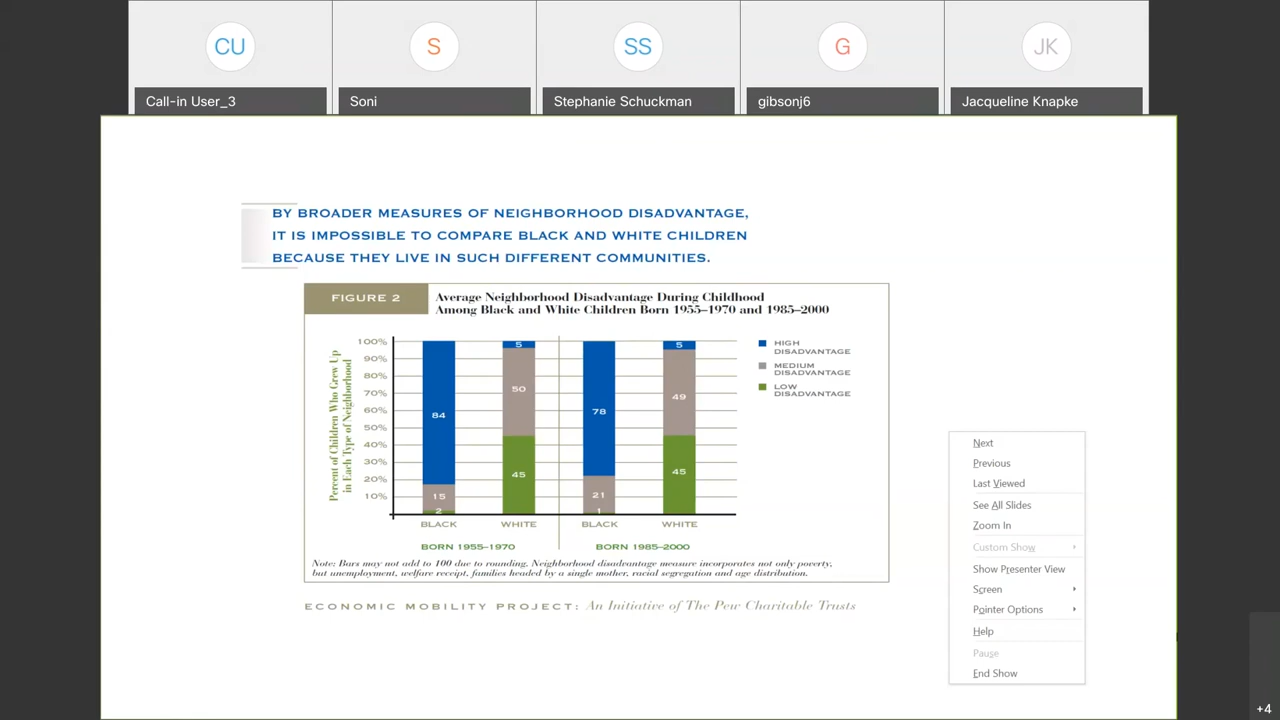 CU
S
SS
G
JK
Call-in User_3
Soni
Stephanie Schuckman
gibsonj6
Jacqueline Knapke
BY BROADER MEASURES OF NEIGHBORHOOD DISADVANTAGE,
IT IS IMPOSSIBLE TO COMPARE BLACK AND WHITE CHILDREN
BECAUSE THEY LIVE IN SUCH DIFFERENT COMMUNITIES.
FIGURE 2
Average Neighborhood Disadvantage During Childhood
Among Black and White Children Born 1955–1970 and 1985–2000
Percent of Children Who Grew Up
in Each Type of Neighborhood
100%
90%
80%
70%
60%
50%
40%
30%
20%
10%
84
15
2
5
50
45
78
21
1
5
49
45
BLACK
WHITE
BLACK
WHITE
BORN 1955–1970
BORN 1985–2000
HIGH
DISADVANTAGE
MEDIUM
DISADVANTAGE
LOW
DISADVANTAGE
Note: Bars may not add to 100 due to rounding. Neighborhood disadvantage measure incorporates not only poverty,
but unemployment, welfare receipt, families headed by a single mother, racial segregation and age distribution.
ECONOMIC MOBILITY PROJECT: An Initiative of The Pew Charitable Trusts
Next
Previous
Last Viewed
See All Slides
Zoom In
Custom Show
Show Presenter View
Screen
Pointer Options
Help
Pause
End Show
+4